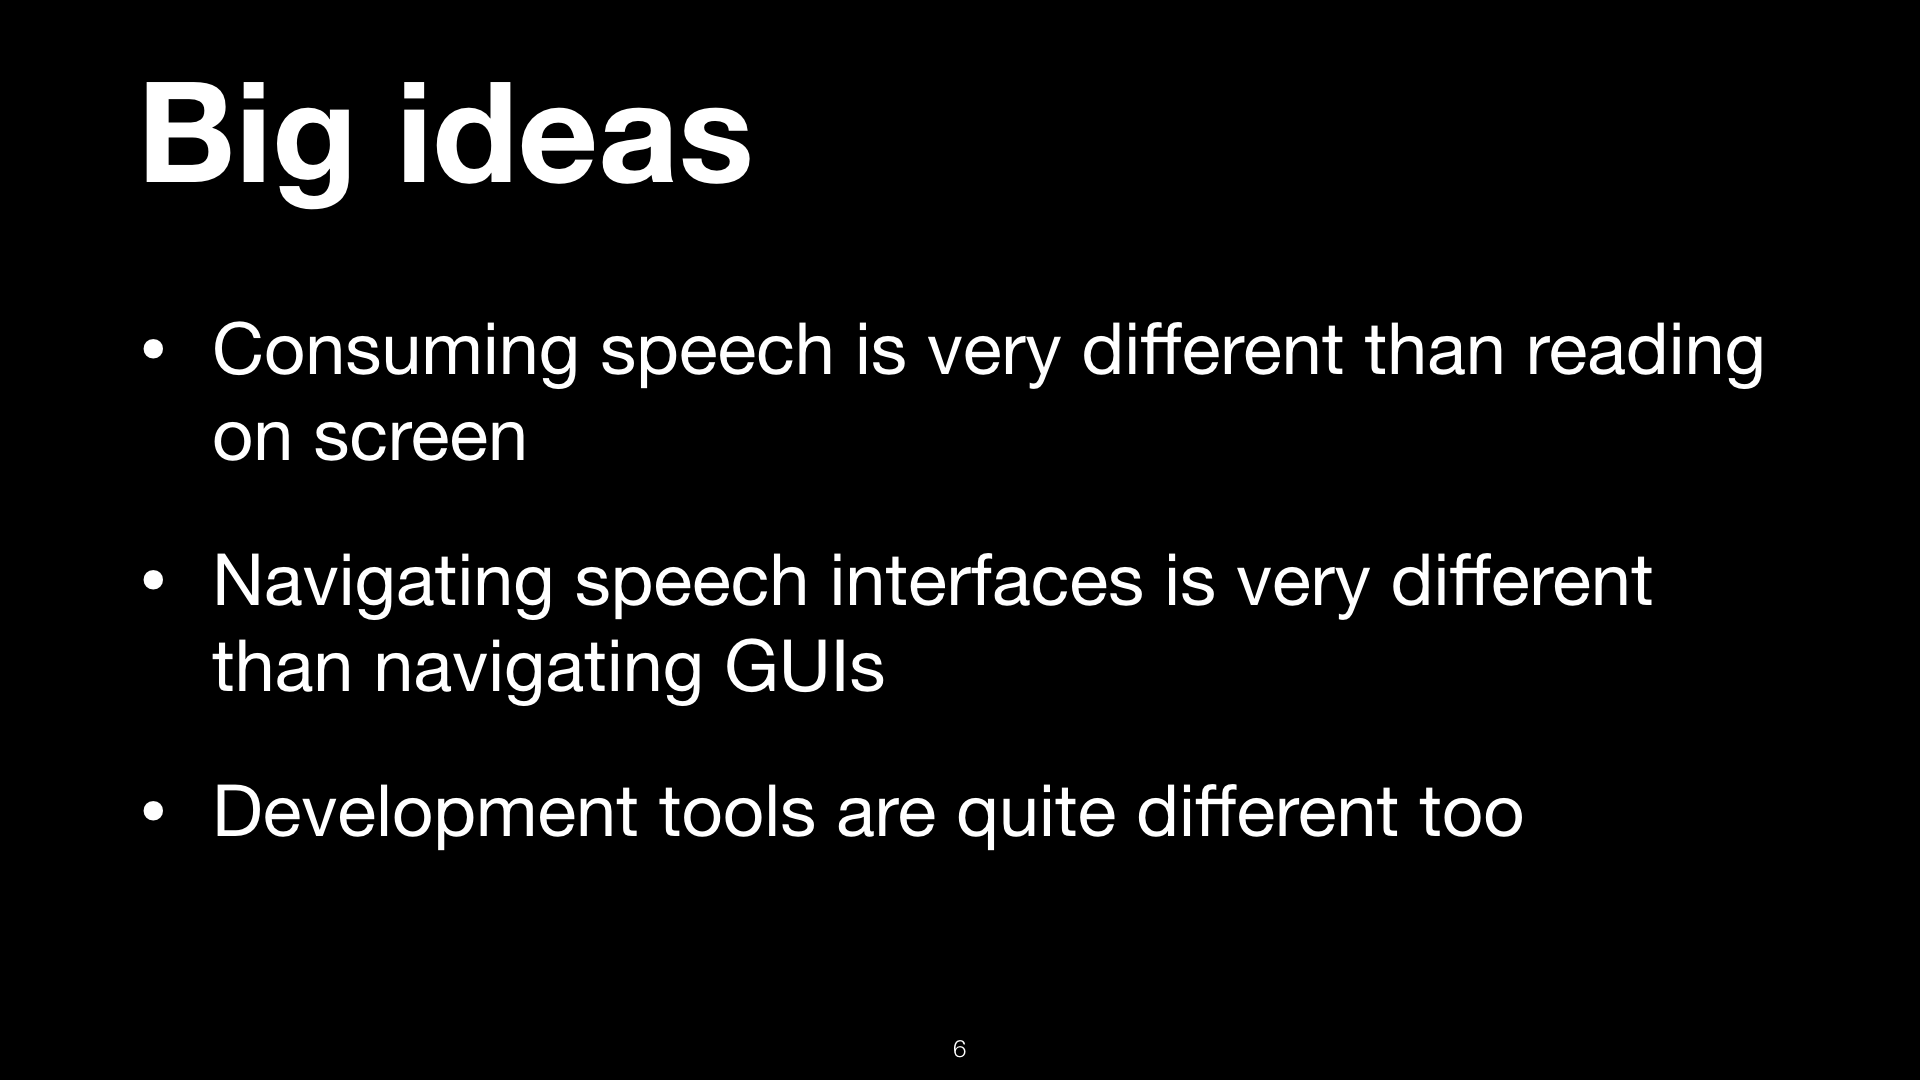 Big ideas
• Consuming speech is very different than reading
on screen
• Navigating speech interfaces is very different
than navigating GUIs
• Development tools are quite different too
6